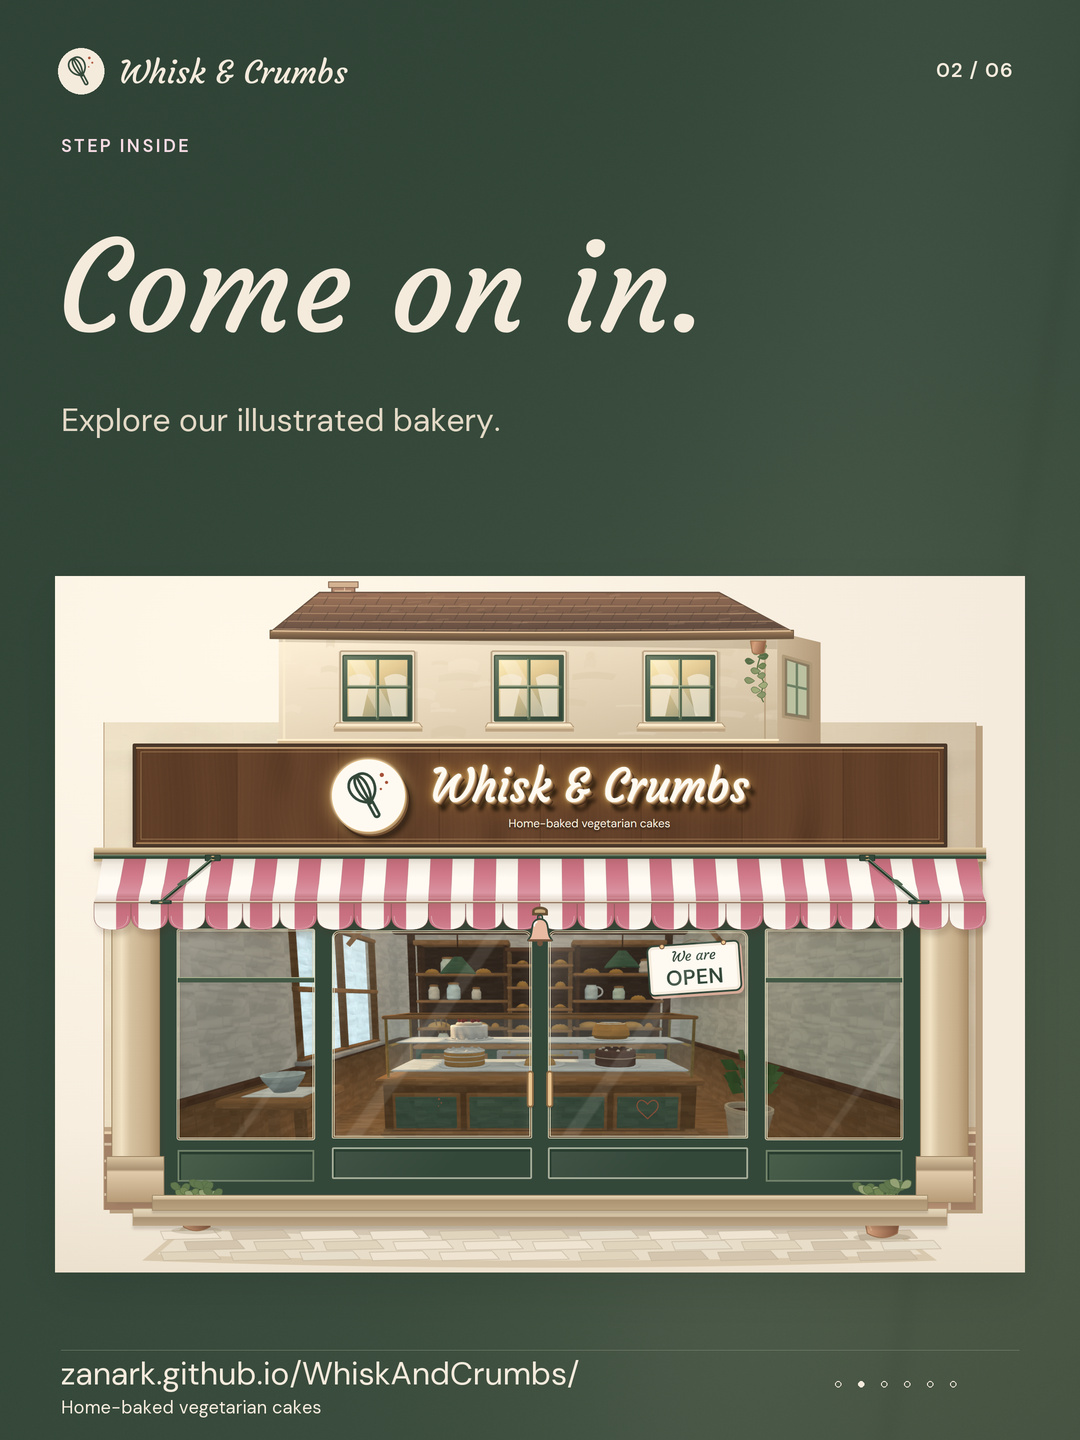 Whisk & Crumbs
02 / 06
STEP INSIDE
Come on in.
Explore our illustrated bakery.
Whisk & Crumbs
Home-baked vegetarian cakes
We are
OPEN
zanark.github.io/WhiskAndCrumbs/
Home-baked vegetarian cakes